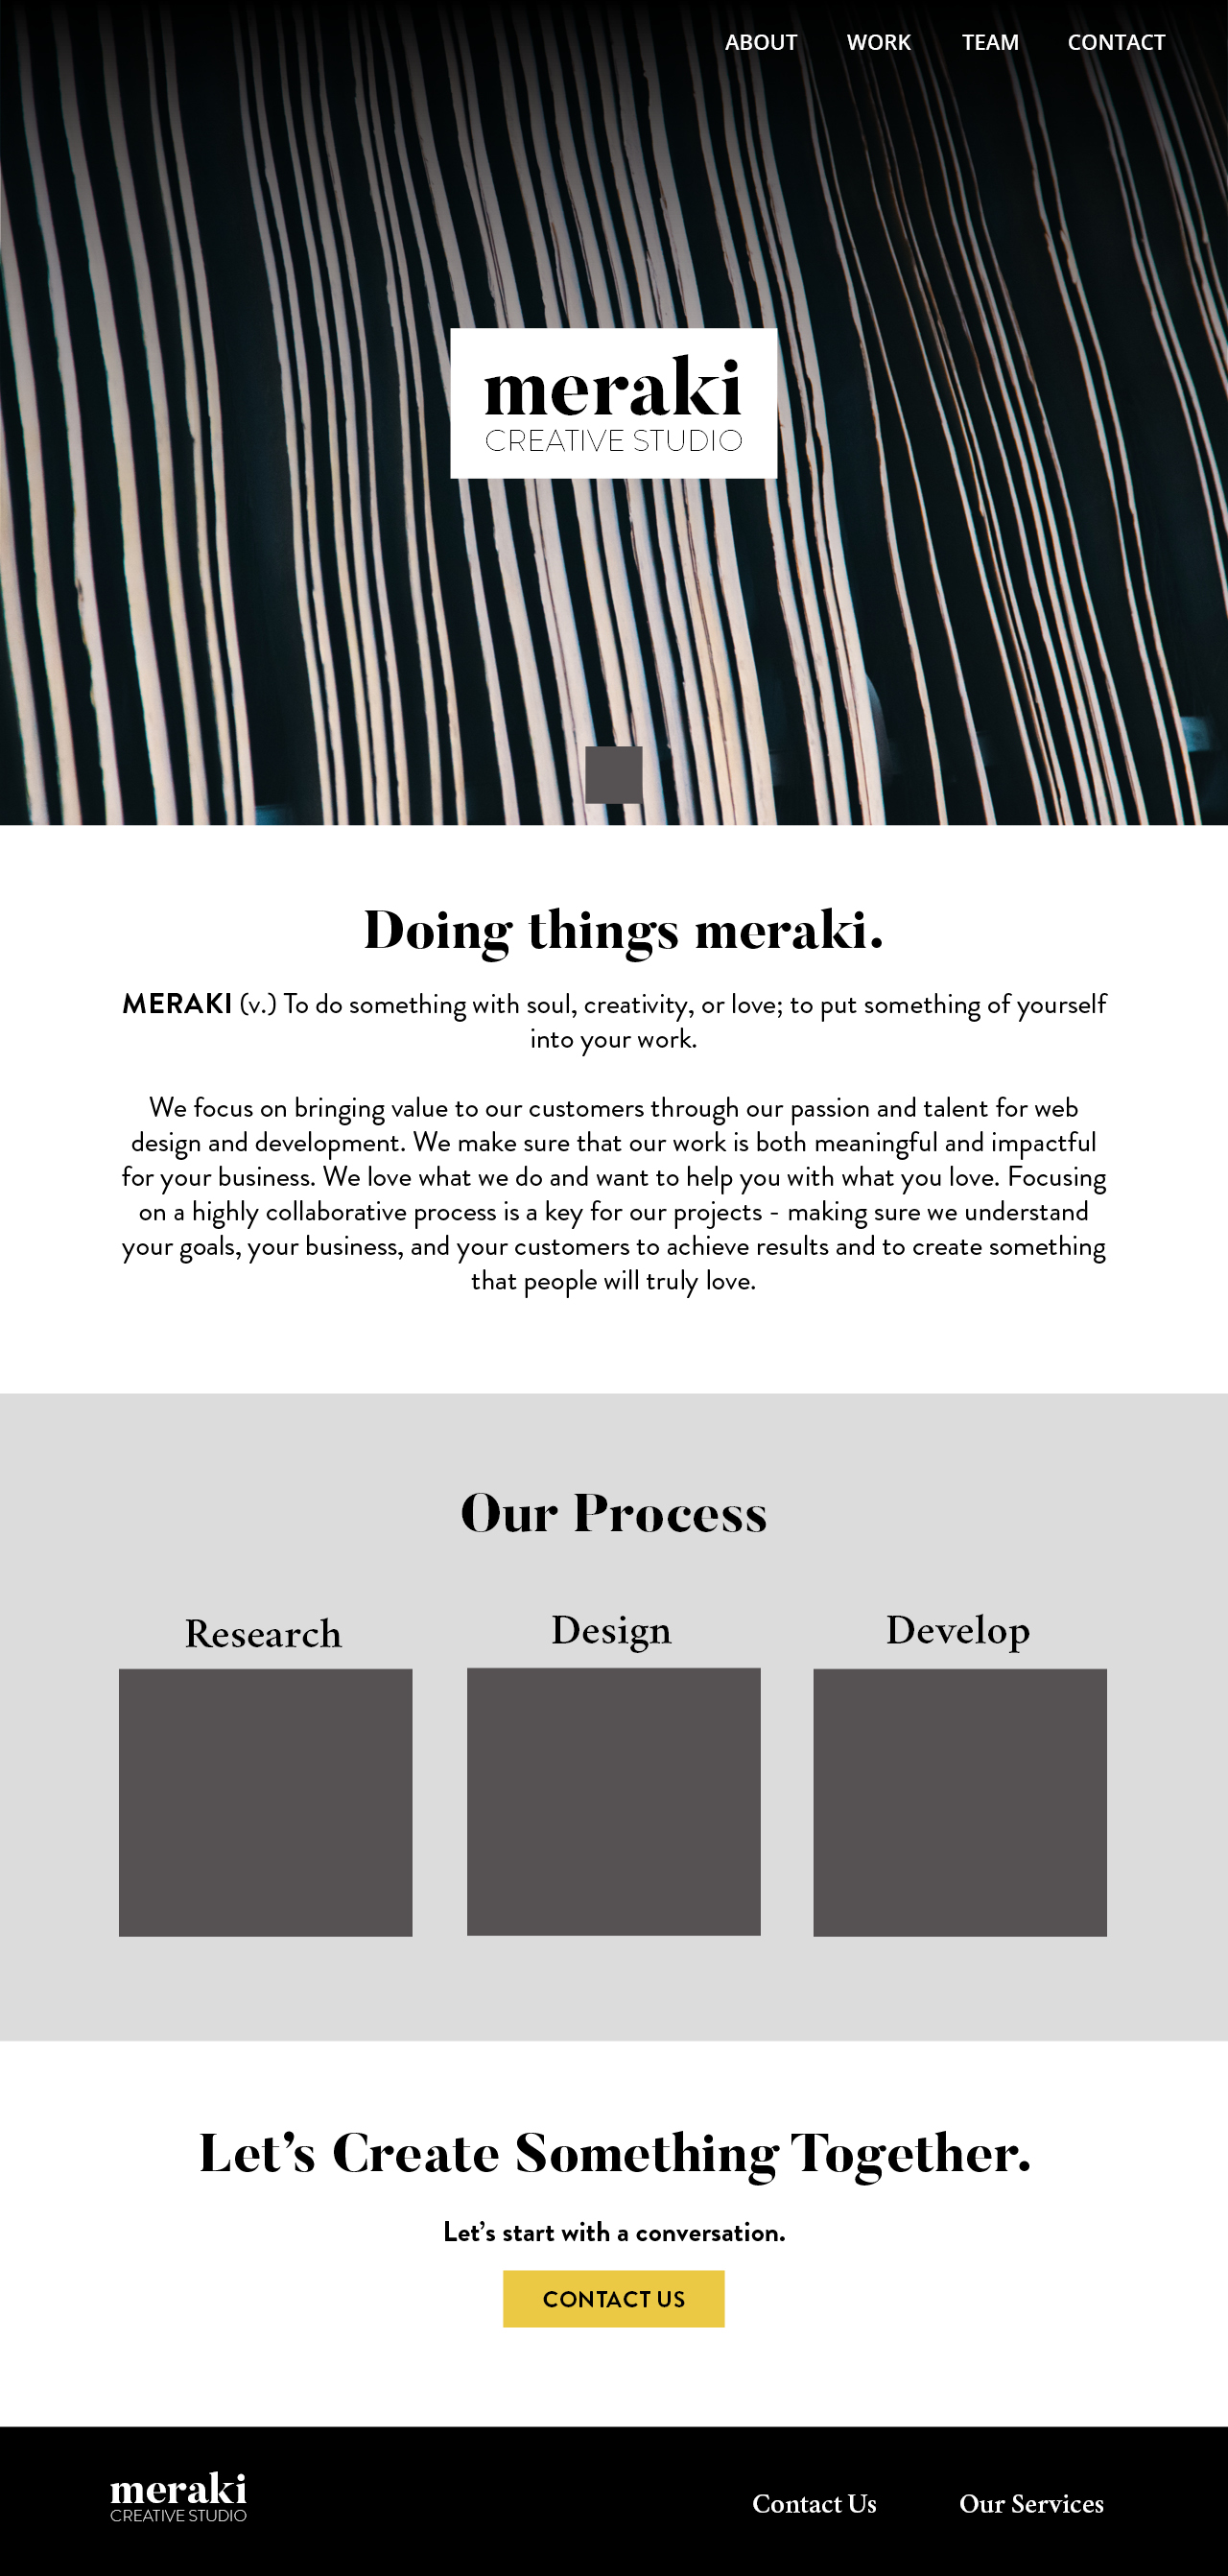 ABOUT WORK TEAM CONTACT
meraki
CREATIVE STUDIO
Doing things meraki.
MERAKI (v.) To do something with soul, creativity, or love; to put something of yourself
into your work.
We focus on bringing value to our customers through our passion and talent for web
design and development. We make sure that our work is both meaningful and impactful
for your business. We love what we do and want to help you with what you love. Focusing
on a highly collaborative process is a key for our projects - making sure we understand
your goals, your business, and your customers to achieve results and to create something
that people will truly love.
Our Process
Research Design Develop
Let’s Create Something Together.
Let’s start with a conversation.
CONTACT US
meraki
CREATIVE STUDIO
Contact Us Our Services